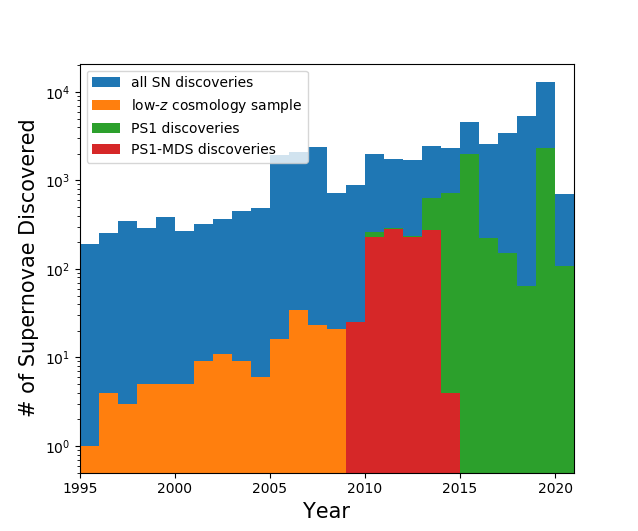 all SN discoveries
low-z cosmology sample
PS1 discoveries
PS1-MDS discoveries
# of Supernovae Discovered
10⁴
10³
10²
10¹
10⁰
1995 2000 2005 2010 2015 2020
Year